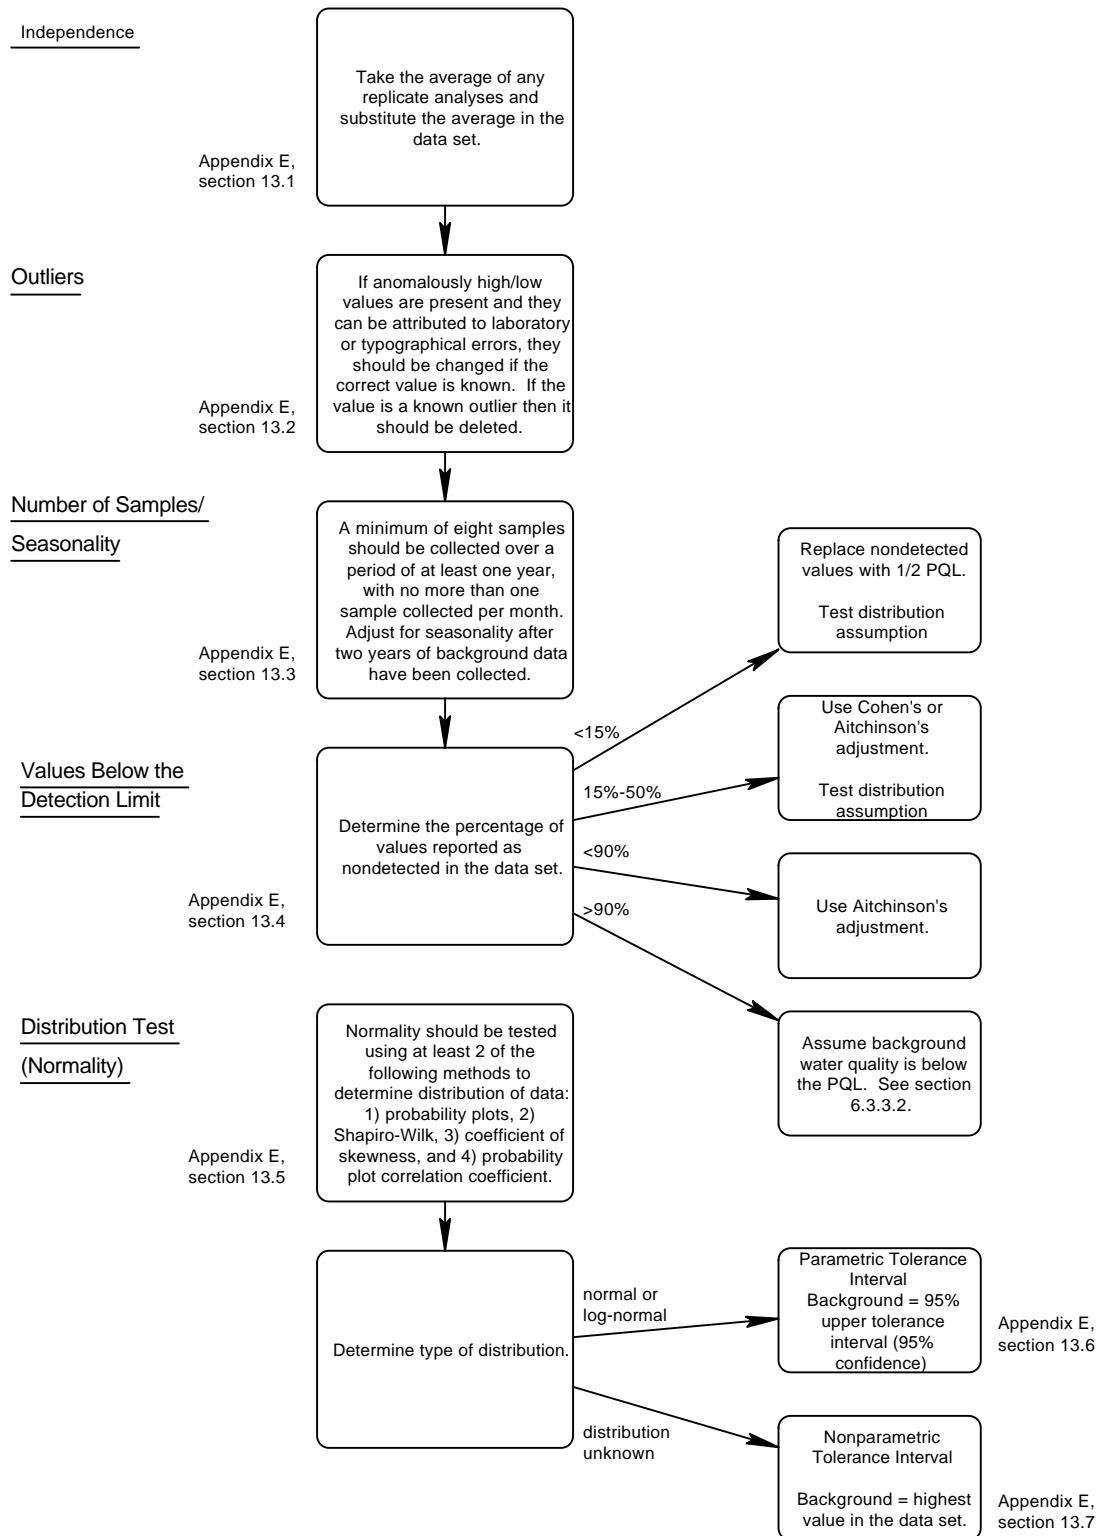 Independence
Take the average of any
replicate analyses and
substitute the average in the
data set.
Appendix E,
section 13.1
Outliers
If anomalously high/low
values are present and they
can be attributed to laboratory
or typographical errors, they
should be changed if the
correct value is known.  If the
value is a known outlier then it
should be deleted.
Appendix E,
section 13.2
Number of Samples/
Seasonality
A minimum of eight samples
should be collected over a
period of at least one year,
with no more than one
sample collected per month.
Adjust for seasonality after
two years of background data
have been collected.
Appendix E,
section 13.3
Values Below the
Detection Limit
Determine the percentage of
values reported as
nondetected in the data set.
Appendix E,
section 13.4
<15%
Replace nondetected
values with 1/2 PQL.
Test distribution
assumption
15%-50%
Use Cohen's or
Aitchinson's
adjustment.
Test distribution
assumption
<90%
Use Aitchinson's
adjustment.
>90%
Assume background
water quality is below
the PQL.  See section
6.3.3.2.
Distribution Test
(Normality)
Normality should be tested
using at least 2 of the
following methods to
determine distribution of data:
1) probability plots, 2)
Shapiro-Wilk, 3) coefficient of
skewness, and 4) probability
plot correlation coefficient.
Appendix E,
section 13.5
Determine type of distribution.
normal or
log-normal
Parametric Tolerance
Interval
Background = 95%
upper tolerance
interval (95%
confidence)
Appendix E,
section 13.6
distribution
unknown
Nonparametric
Tolerance Interval
Background = highest
value in the data set.
Appendix E,
section 13.7